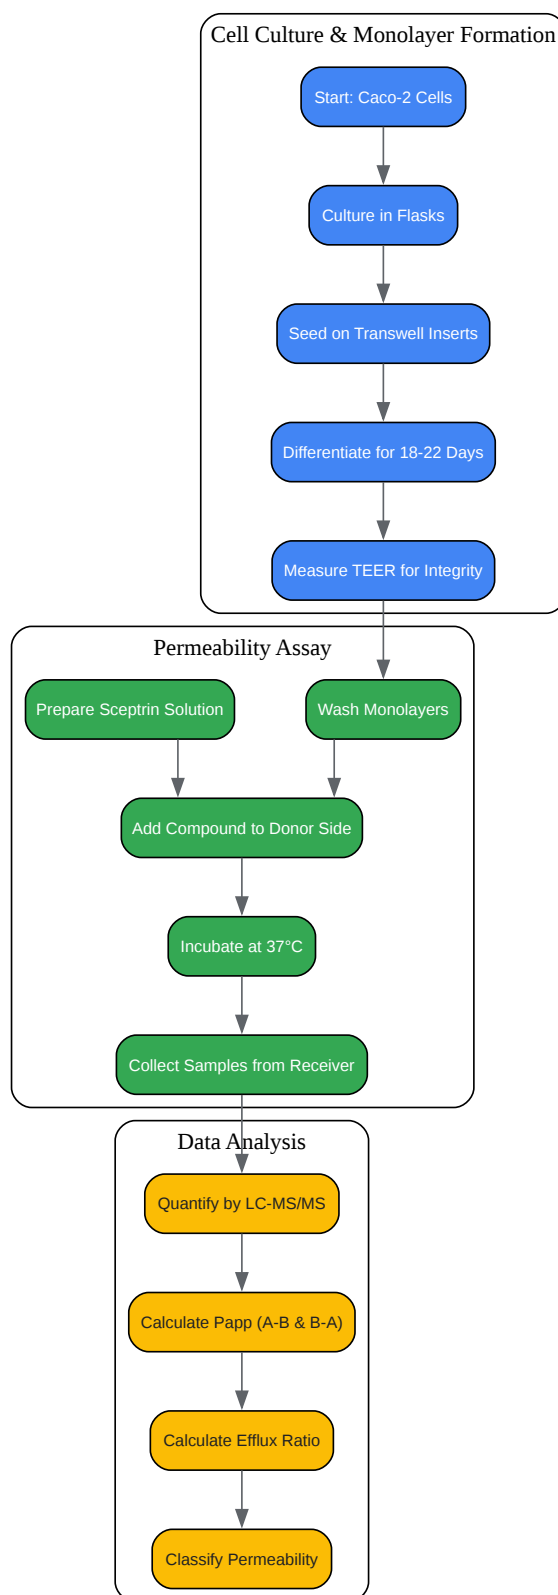 Cell Culture & Monolayer Formation
Start: Caco-2 Cells
Culture in Flasks
Seed on Transwell Inserts
Differentiate for 18-22 Days
Measure TEER for Integrity
Permeability Assay
Prepare Sceptrin Solution
Wash Monolayers
Add Compound to Donor Side
Incubate at 37°C
Collect Samples from Receiver
Data Analysis
Quantify by LC-MS/MS
Calculate Papp (A-B & B-A)
Calculate Efflux Ratio
Classify Permeability